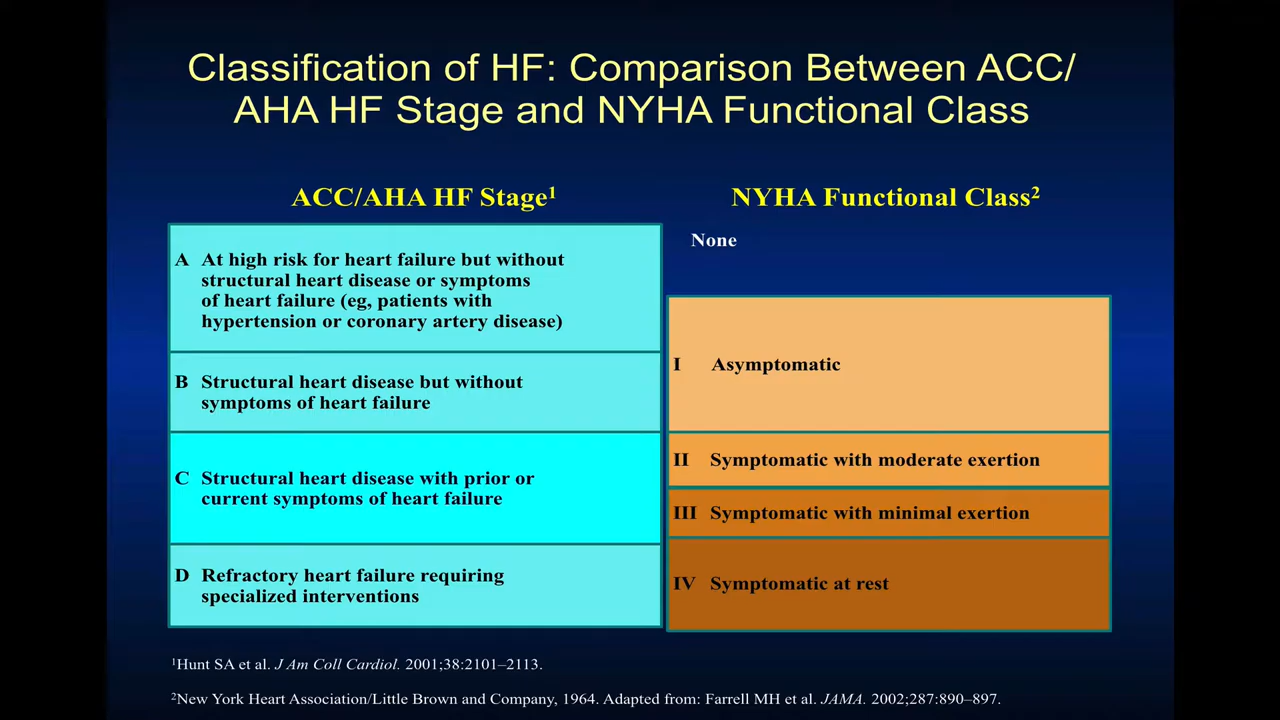 Classification of HF: Comparison Between ACC/
AHA HF Stage and NYHA Functional Class
ACC/AHA HF Stage1
A At high risk for heart failure but without
structural heart disease or symptoms
of heart failure (eg, patients with
hypertension or coronary artery disease)
B Structural heart disease but without
symptoms of heart failure
C Structural heart disease with prior or
current symptoms of heart failure
D Refractory heart failure requiring
specialized interventions
NYHA Functional Class2
None
I Asymptomatic
II Symptomatic with moderate exertion
III Symptomatic with minimal exertion
IV Symptomatic at rest
1Hunt SA et al. J Am Coll Cardiol. 2001;38:2101–2113.
2New York Heart Association/Little Brown and Company, 1964. Adapted from: Farrell MH et al. JAMA. 2002;287:890–897.